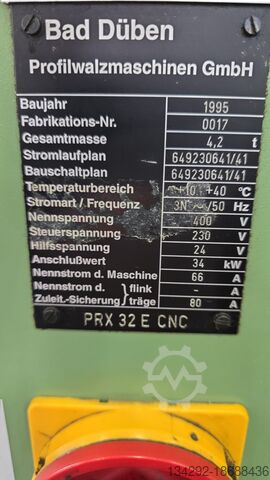 Bad Düben
Profilwalzmaschinen GmbH
Baujahr 1995
Fabrikations-Nr. 0017
Gesamtmasse 4,2 t
Stromlaufplan 649230641/41
Bauschaltplan 649230641/41
Temperaturbereich +10 +40 °C
Stromart / Frequenz 3N~/50 Hz
Nennspannung 400 V
Steuerspannung 230 V
Hilfsspannung 24 V
Anschlußwert 34 kW
Nennstrom d. Maschine 66 A
Nennstrom d. flink - A
Zuleit.-Sicherung träge 80 A
PRX 32 E CNC
134292-18688436